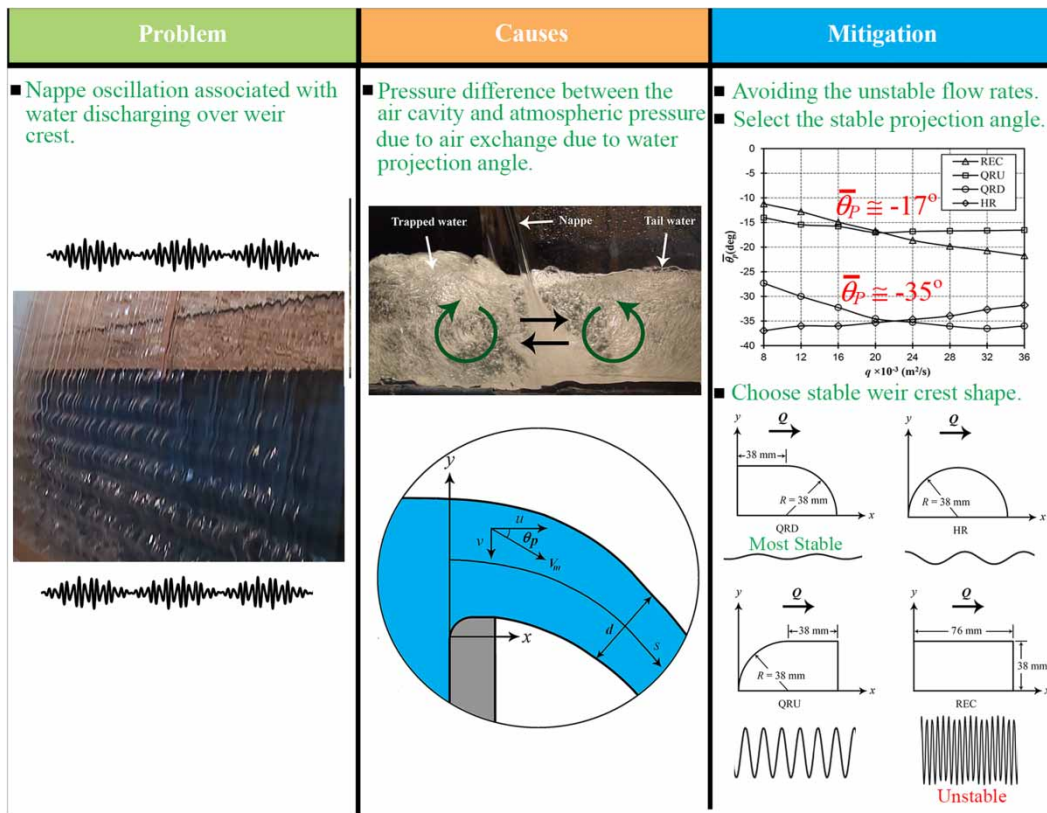 Problem
Causes
Mitigation
■ Nappe oscillation associated with
water discharging over weir
crest.
■ Pressure difference between the
air cavity and atmospheric pressure
due to air exchange due to water
projection angle.
Trapped water
Nappe
Tail water
y
u
v
θp
Vm
x
d
s
■ Avoiding the unstable flow rates.
■ Select the stable projection angle.
0
-5
-10
-15
-20
-25
-30
-35
-40
θ̅p(deg)
REC
QRU
QRD
HR
θ̅P ≅ -17°
θ̅P ≅ -35°
8 12 16 20 24 28 32 36
q ×10-³ (m²/s)
■ Choose stable weir crest shape.
y
Q
38 mm
R = 38 mm
x
QRD
Most Stable
y
Q
R = 38 mm
x
HR
y
Q
38 mm
R = 38 mm
x
QRU
y
Q
76 mm
38 mm
x
REC
Unstable